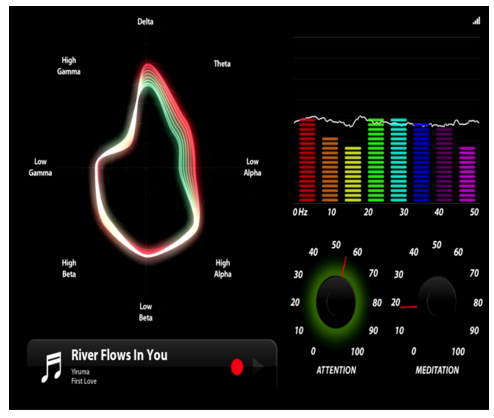 Delta
High
Gamma
Theta
Low
Gamma
Low
Alpha
High
Beta
High
Alpha
Low
Beta
River Flows In You
Yiruma
First Love
0 Hz 10 20 30 40 50
50
40 60
30 70
20 80
10 90
0 100
ATTENTION
50
40 60
30 70
20 80
10 90
0 100
MEDITATION